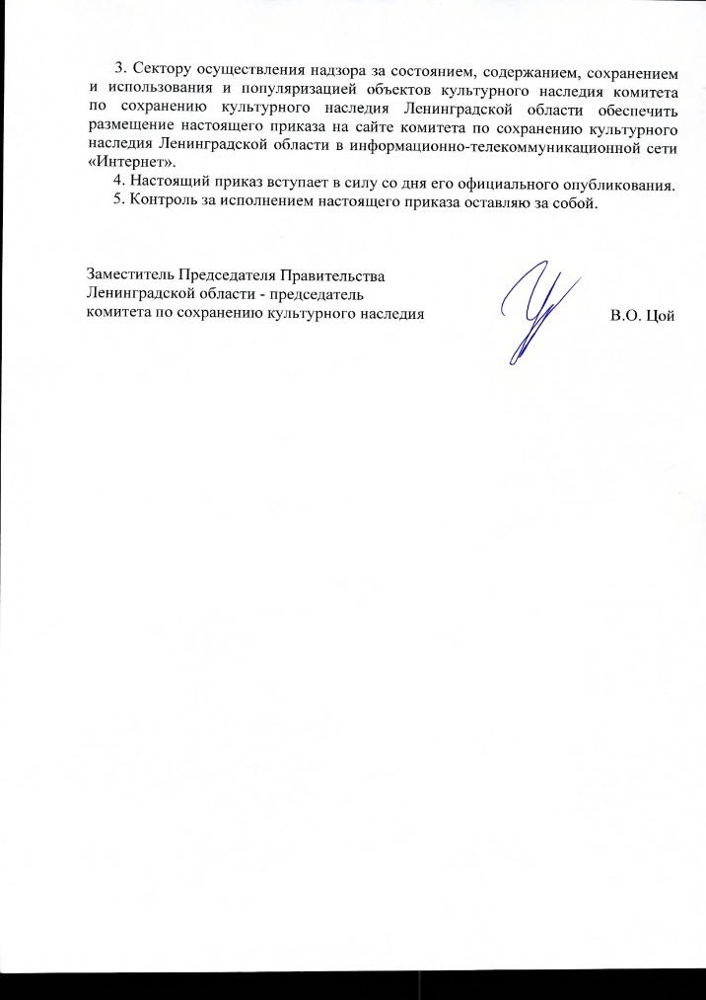 3. Сектору осуществления надзора за состоянием, содержанием, сохранением
и использования и популяризацией объектов культурного наследия комитета
по сохранению культурного наследия Ленинградской области обеспечить
размещение настоящего приказа на сайте комитета по сохранению культурного
наследия Ленинградской области в информационно-телекоммуникационной сети
«Интернет».
4. Настоящий приказ вступает в силу со дня его официального опубликования.
5. Контроль за исполнением настоящего приказа оставляю за собой.
Заместитель Председателя Правительства
Ленинградской области - председатель
комитета по сохранению культурного наследия В.О. Цой